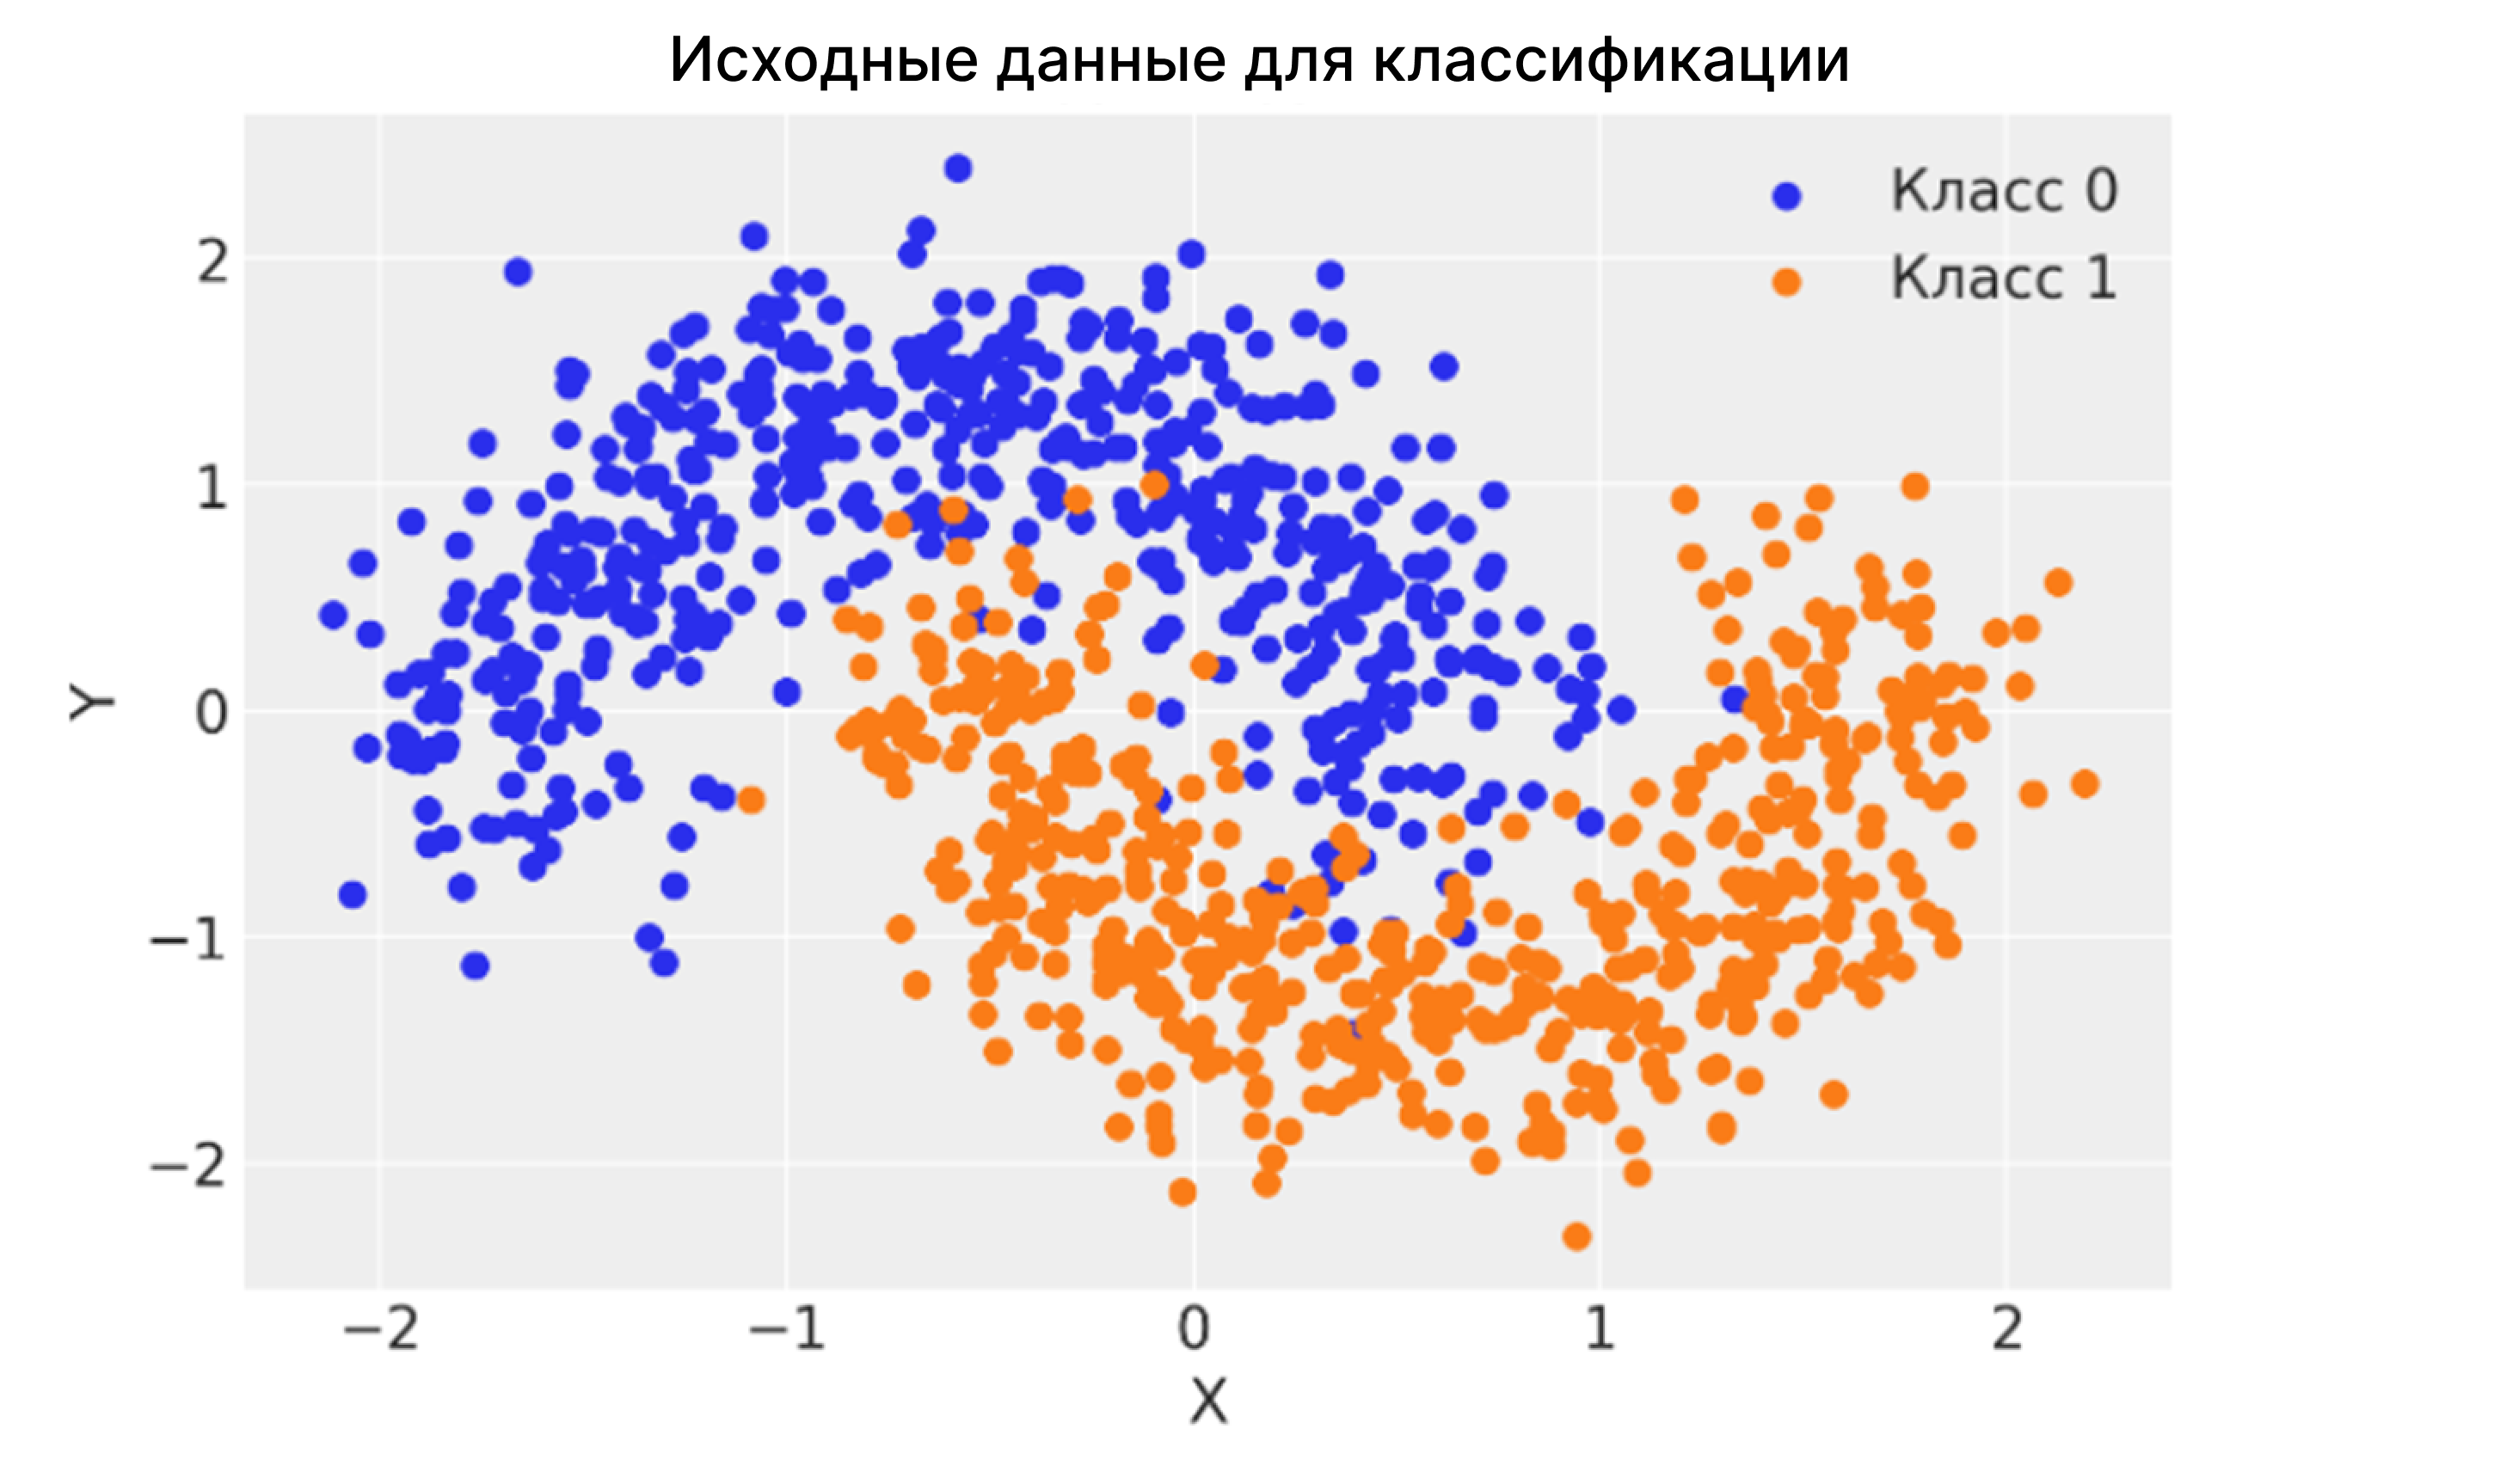 Исходные данные для классификации
Класс 0
Класс 1
2
1
0
−1
−2
Y
−2 −1 0 1 2
X